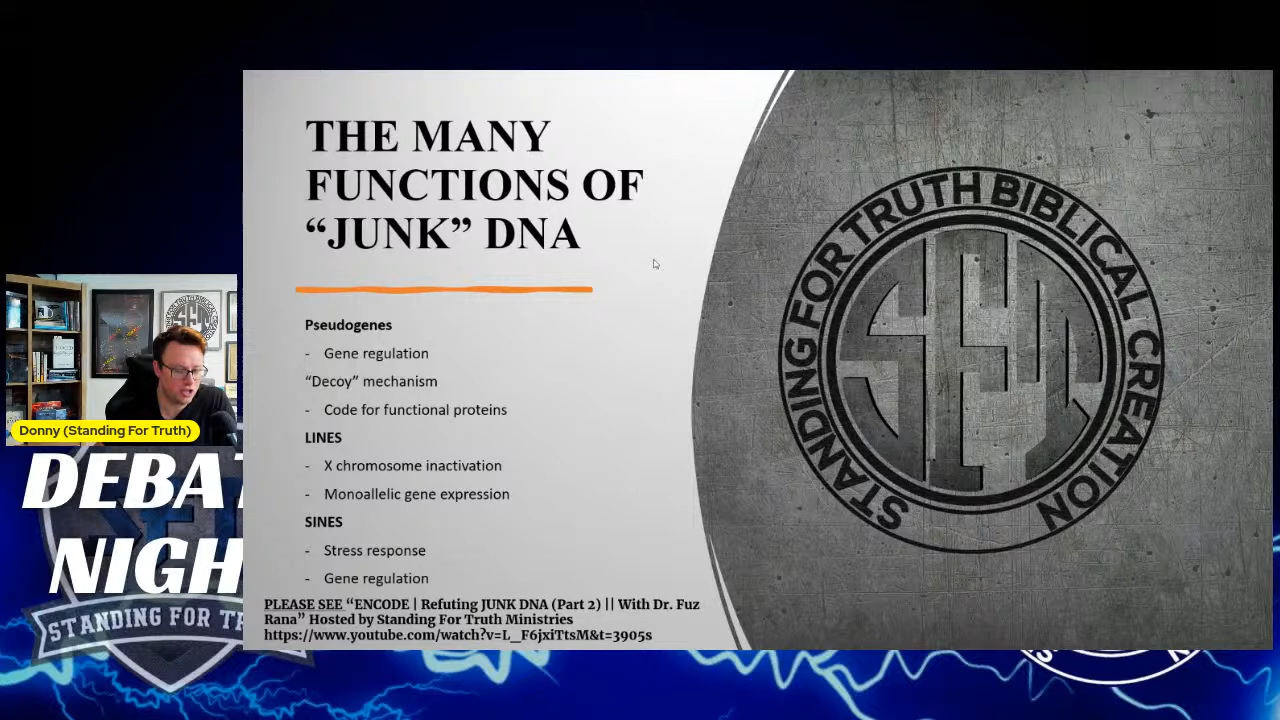 THE MANY
FUNCTIONS OF
“JUNK” DNA
Pseudogenes
- Gene regulation
“Decoy” mechanism
- Code for functional proteins
LINES
- X chromosome inactivation
- Monoallelic gene expression
SINES
- Stress response
- Gene regulation
PLEASE SEE “ENCODE | Refuting JUNK DNA (Part 2) || With Dr. Fuz
Rana” Hosted by Standing For Truth Ministries
https://www.youtube.com/watch?v=L_F6jxiTtsM&t=3905s
STANDING FOR TRUTH BIBLICAL CREATION
SFT
Donny (Standing For Truth)
DEBAT
NIGH
STANDING FOR TR